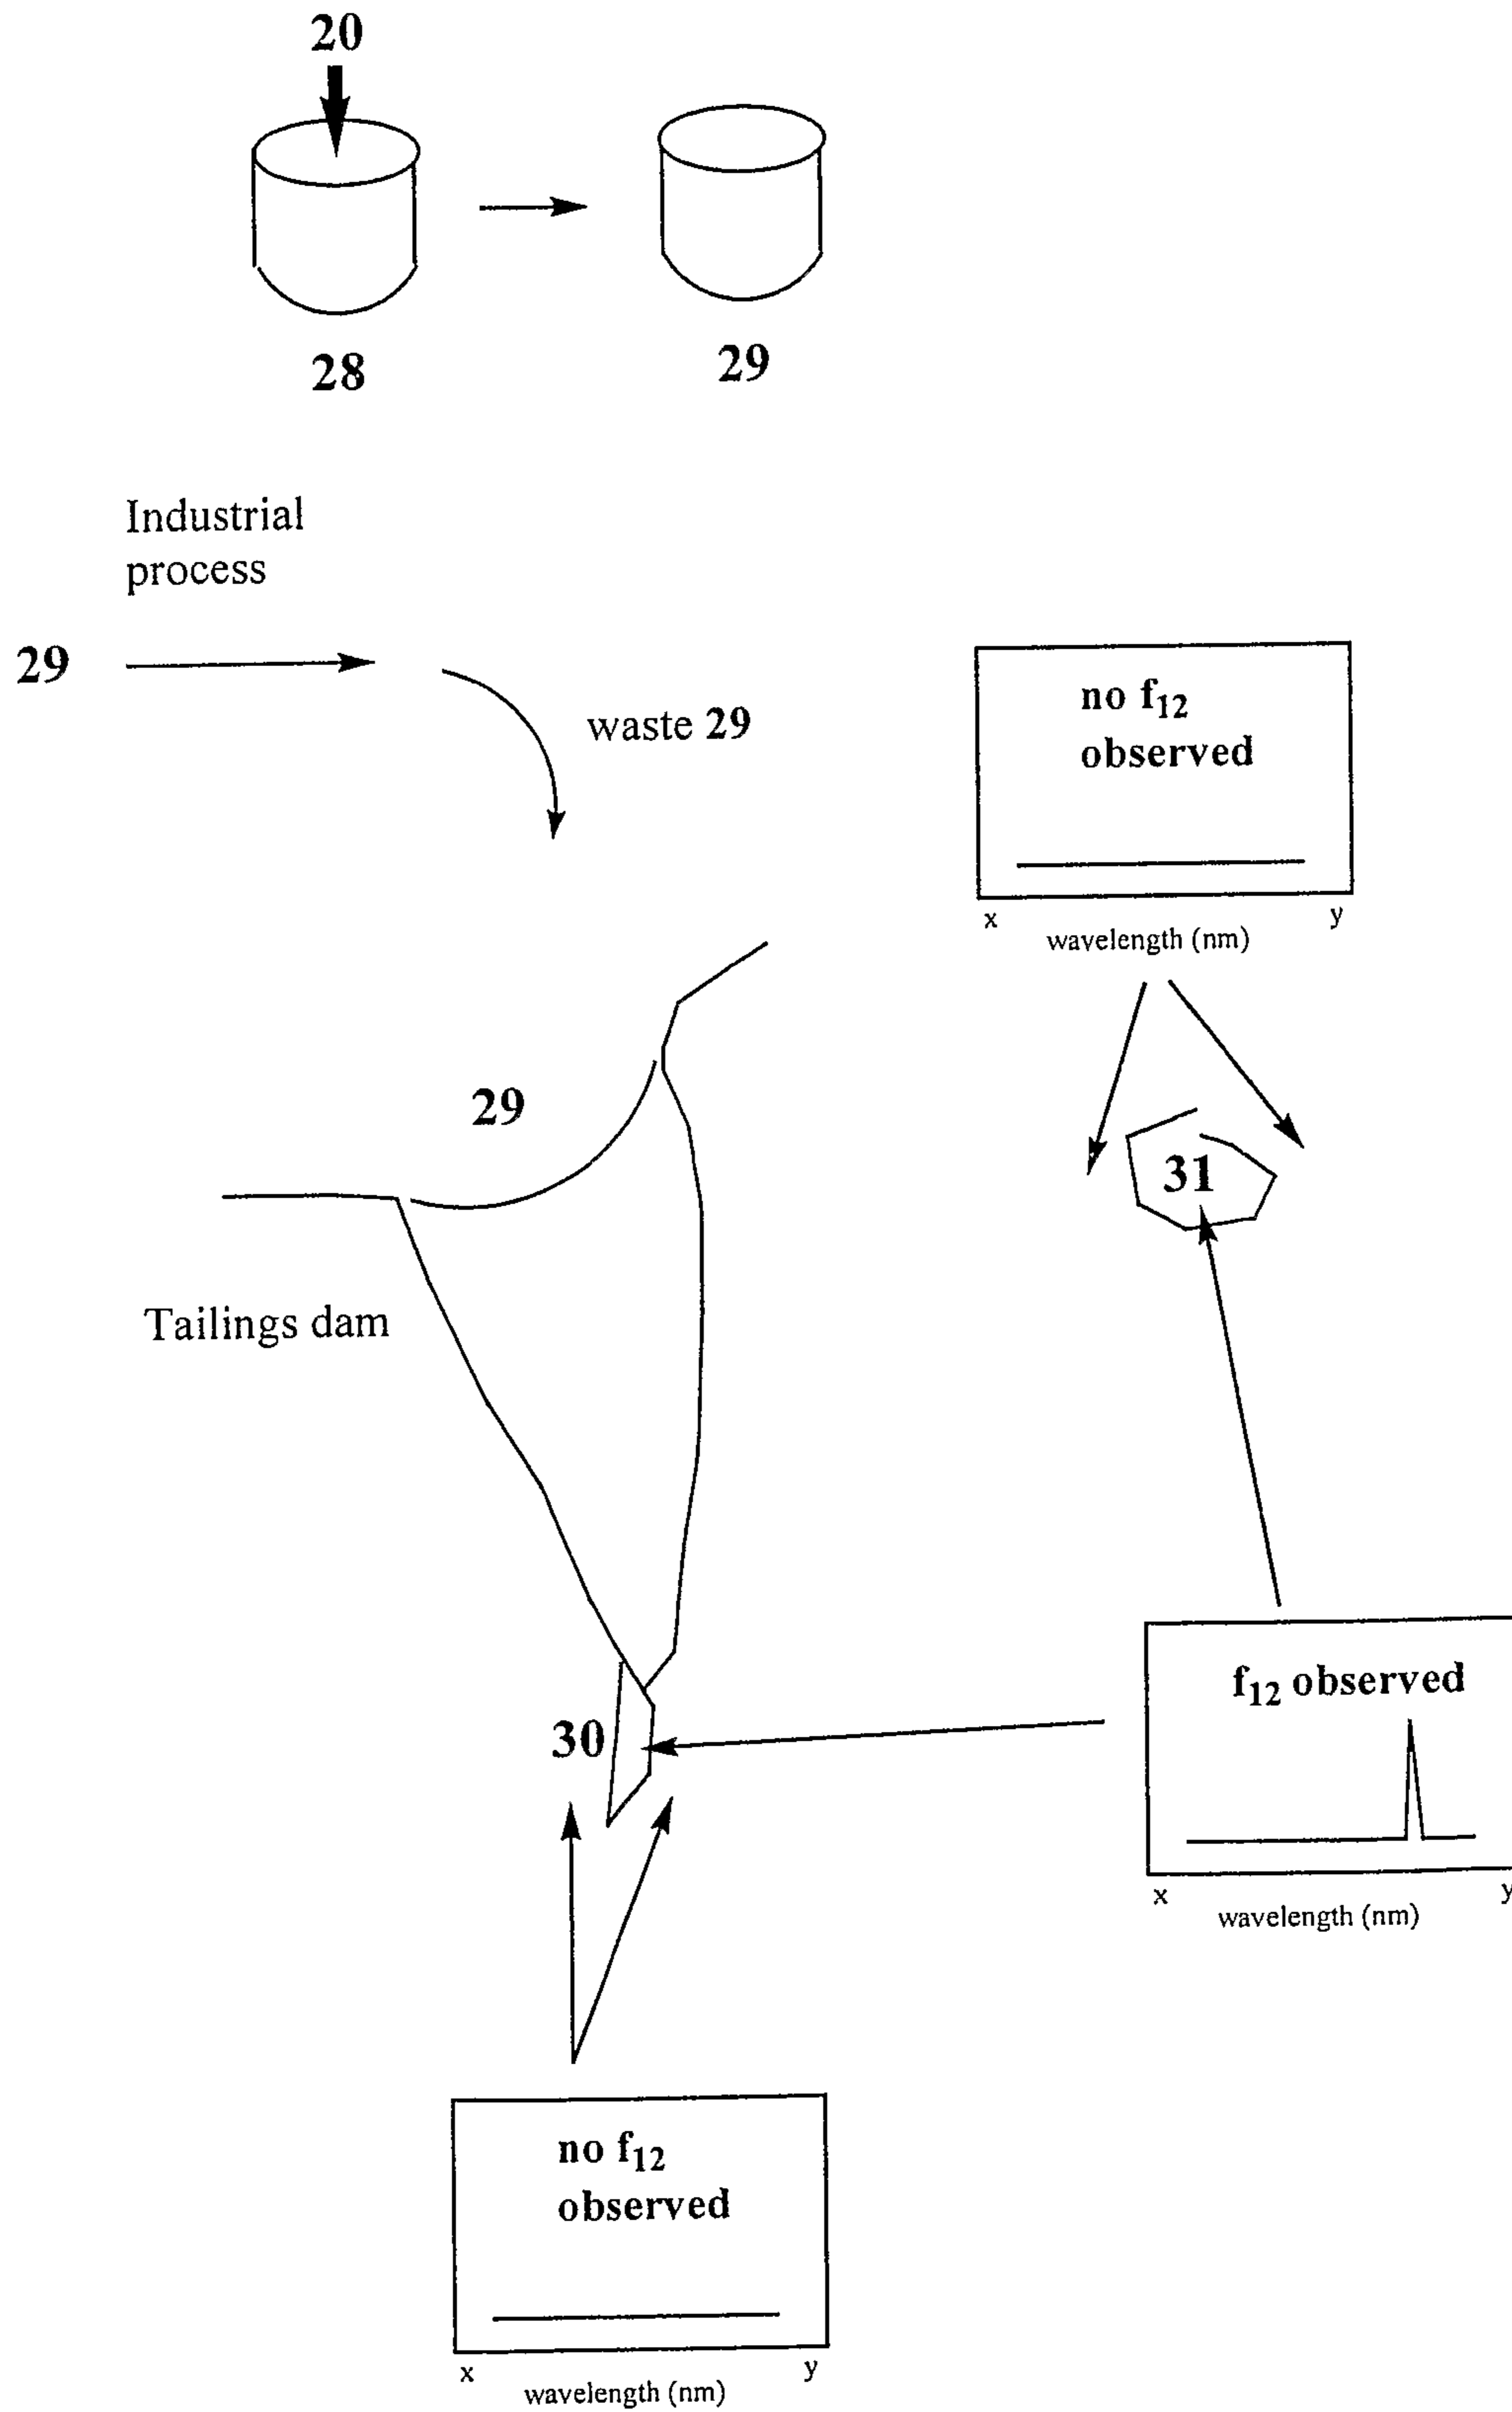 20
28
29
Industrial
process
29
waste 29
no f₁₂
observed
x
y
wavelength (nm)
29
31
Tailings dam
f₁₂ observed
30
x
y
wavelength (nm)
no f₁₂
observed
x
y
wavelength (nm)